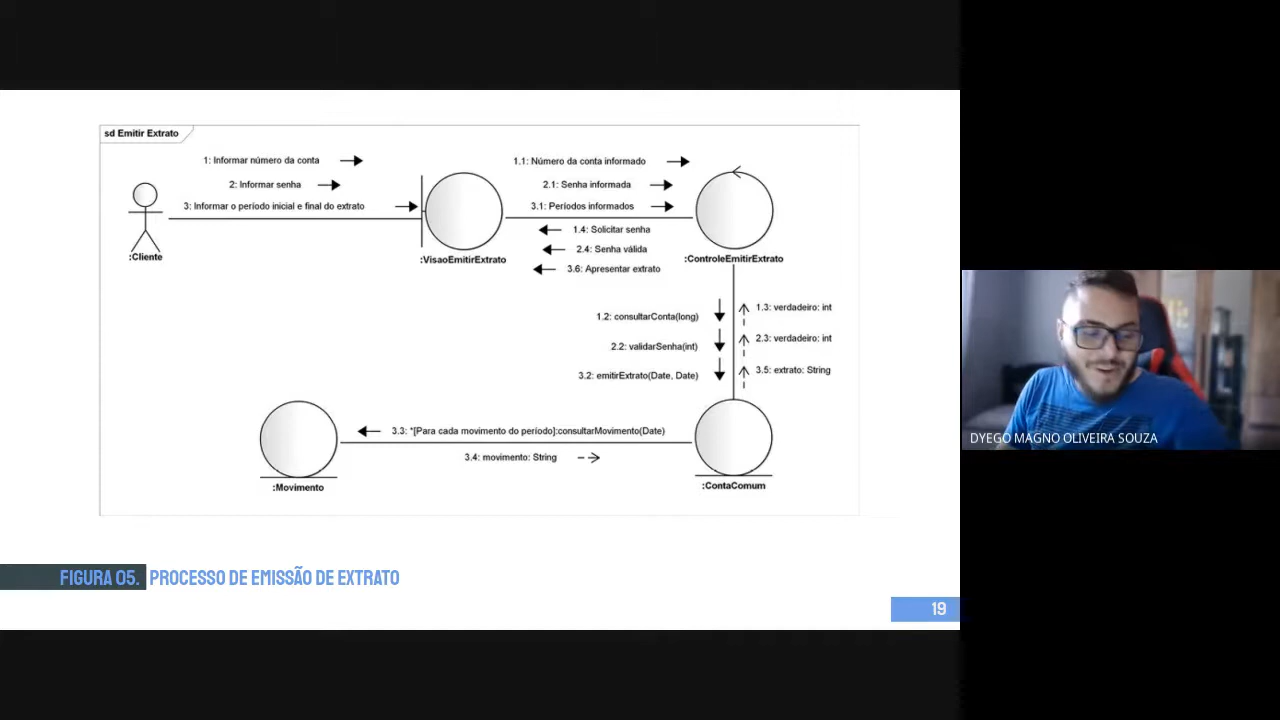 sd Emitir Extrato
1: Informar número da conta
2: Informar senha
3: Informar o período inicial e final do extrato
:Cliente
:VisaoEmitirExtrato
1.1: Número da conta informado
2.1: Senha informada
3.1: Períodos informados
1.4: Solicitar senha
2.4: Senha válida
3.6: Apresentar extrato
:ControleEmitirExtrato
1.2: consultarConta(long)
1.3: verdadeiro: int
2.2: validarSenha(int)
2.3: verdadeiro: int
3.2: emitirExtrato(Date, Date)
3.5: extrato: String
3.3: *[Para cada movimento do período]:consultarMovimento(Date)
3.4: movimento: String
:Movimento
:ContaComum
DYEGO MAGNO OLIVEIRA SOUZA
FIGURA 05. PROCESSO DE EMISSÃO DE EXTRATO
19